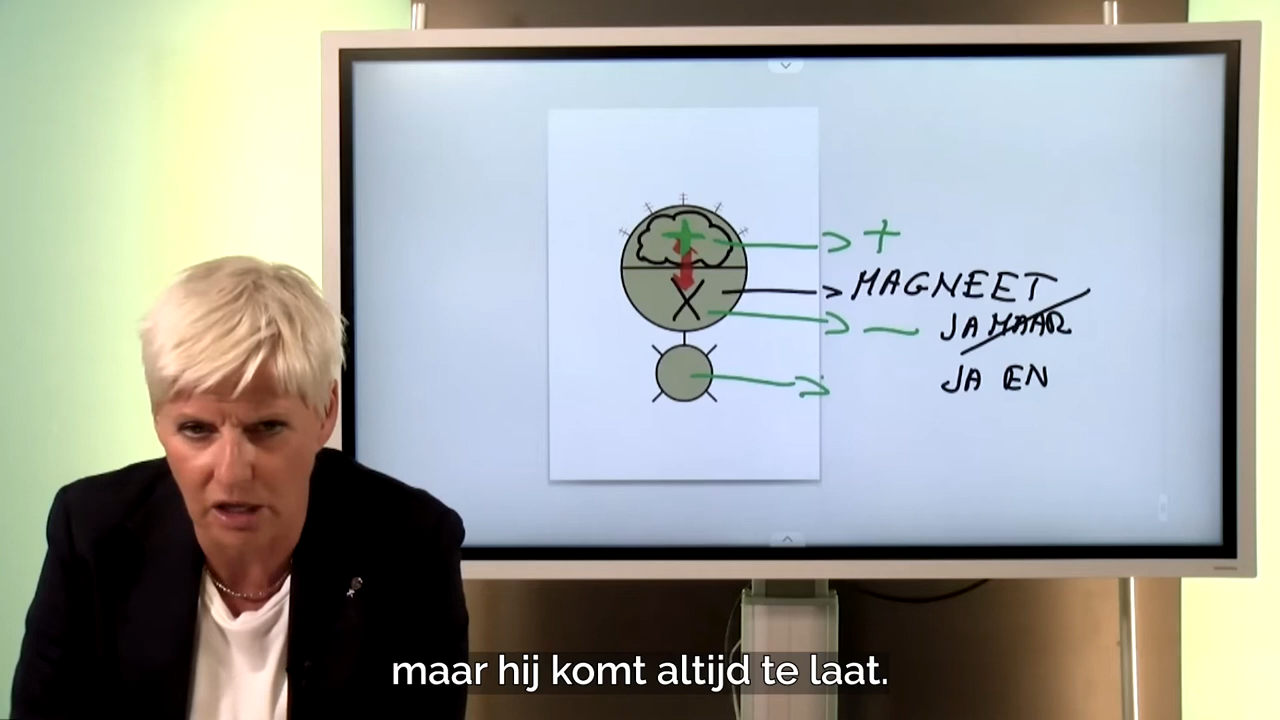 +
X
+
MAGNEET
— JA MAAR
JA EN
maar hij komt altijd te laat.